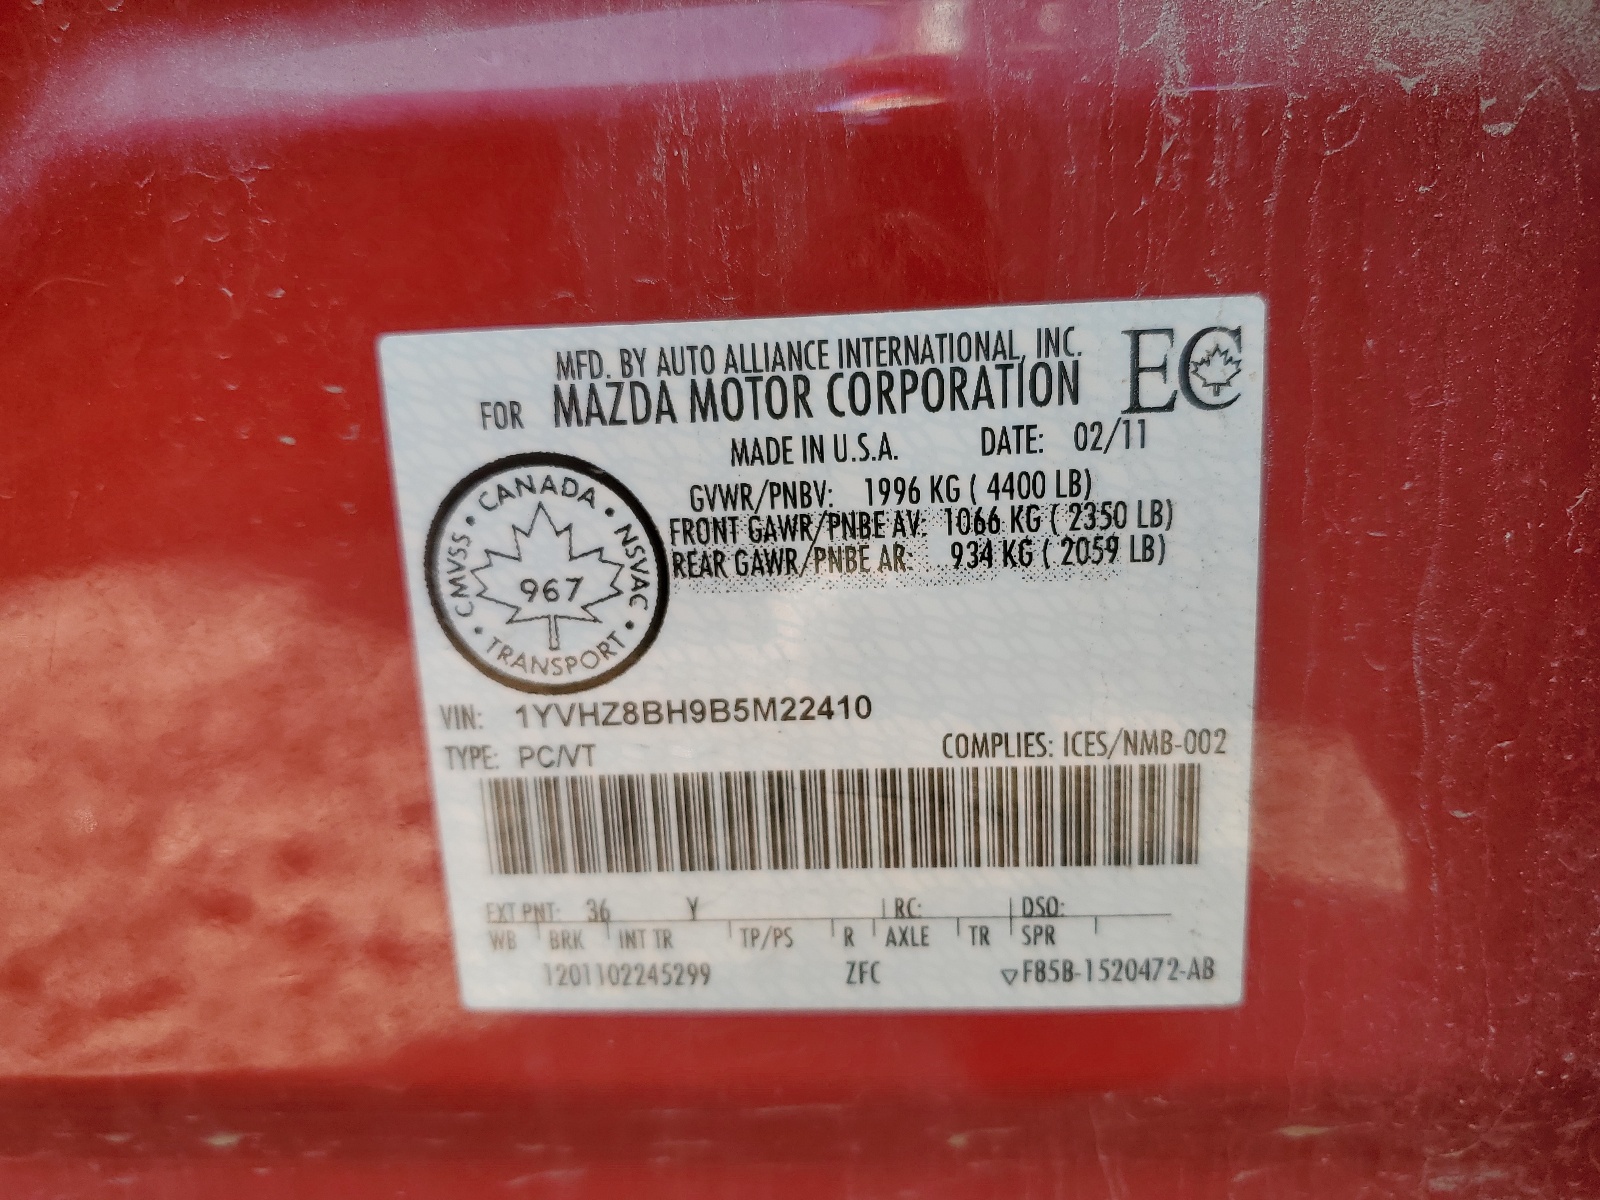 MFD. BY AUTO ALLIANCE INTERNATIONAL, INC.
FOR MAZDA MOTOR CORPORATION
EC
MADE IN U.S.A. DATE: 02/11
GVWR/PNBV: 1996 KG ( 4400 LB)
FRONT GAWR/PNBE AV: 1066 KG ( 2350 LB)
REAR GAWR/PNBE AR: 934 KG ( 2059 LB)
CANADA • NSVAC • TRANSPORT • CMVSS •
967
VIN: 1YVHZ8BH9B5M22410
TYPE: PC/VT COMPLIES: ICES/NMB-002
EXT PNT: 36 Y RC: DSO:
WB BRK INT TR TP/PS R AXLE TR SPR
1201102245299 ZFC ▽F85B-1520472-AB